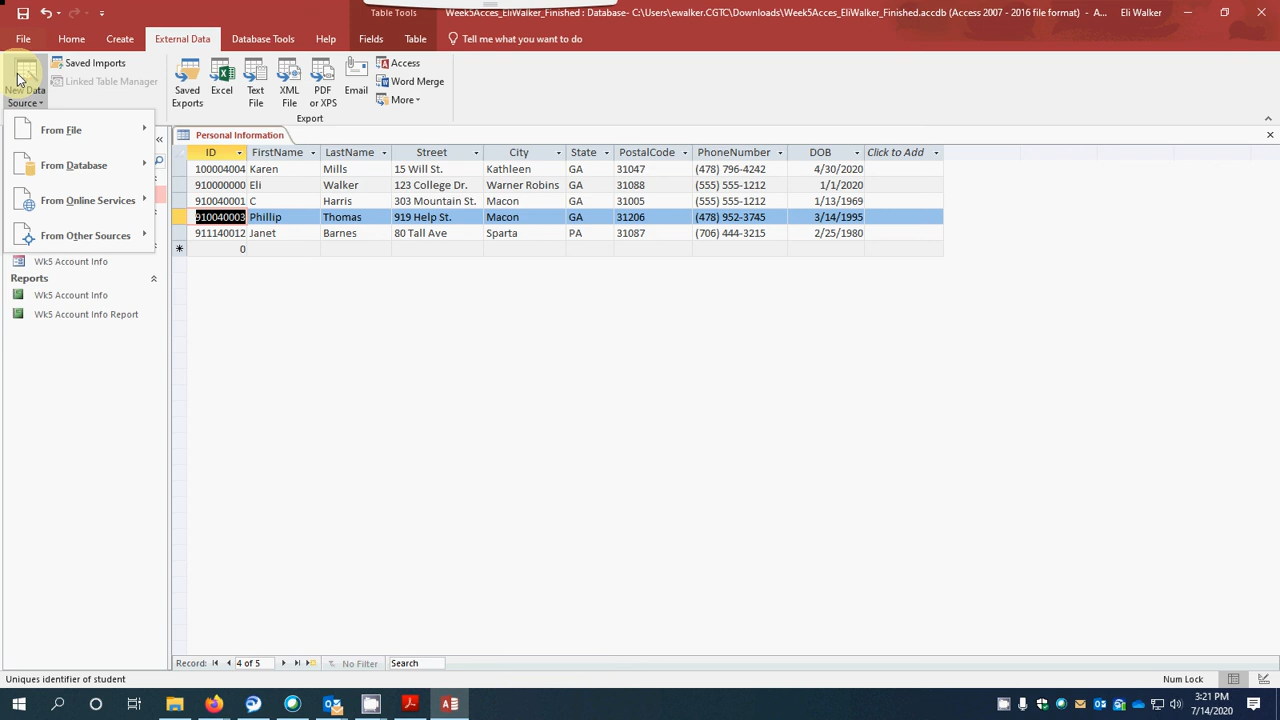 Table Tools
Week5Acces_EliWalker_Finished : Database- C:\Users\ewalker.CGTC\Downloads\Week5Acces_EliWalker_Finished.accdb (Access 2007 - 2016 file format) - A...
Eli Walker
File Home Create External Data Database Tools Help Fields Table Tell me what you want to do
New Data Source
Saved Imports
Linked Table Manager
Saved Exports
Excel
Text File
XML File
PDF or XPS
Email
Access
Word Merge
More
Export
From File
From Database
From Online Services
From Other Sources
Wk5 Account Info
Reports
Wk5 Account Info
Wk5 Account Info Report
Personal Information
ID FirstName LastName Street City State PostalCode PhoneNumber DOB Click to Add
100004004 Karen Mills 15 Will St. Kathleen GA 31047 (478) 796-4242 4/30/2020
910000000 Eli Walker 123 College Dr. Warner Robins GA 31088 (555) 555-1212 1/1/2020
910040001 C Harris 303 Mountain St. Macon GA 31005 (555) 555-1212 1/13/1969
910040003 Phillip Thomas 919 Help St. Macon GA 31206 (478) 952-3745 3/14/1995
911140012 Janet Barnes 80 Tall Ave Sparta PA 31087 (706) 444-3215 2/25/1980
0
Record: 4 of 5 No Filter Search
Uniques identifier of student
Num Lock
3:21 PM
7/14/2020